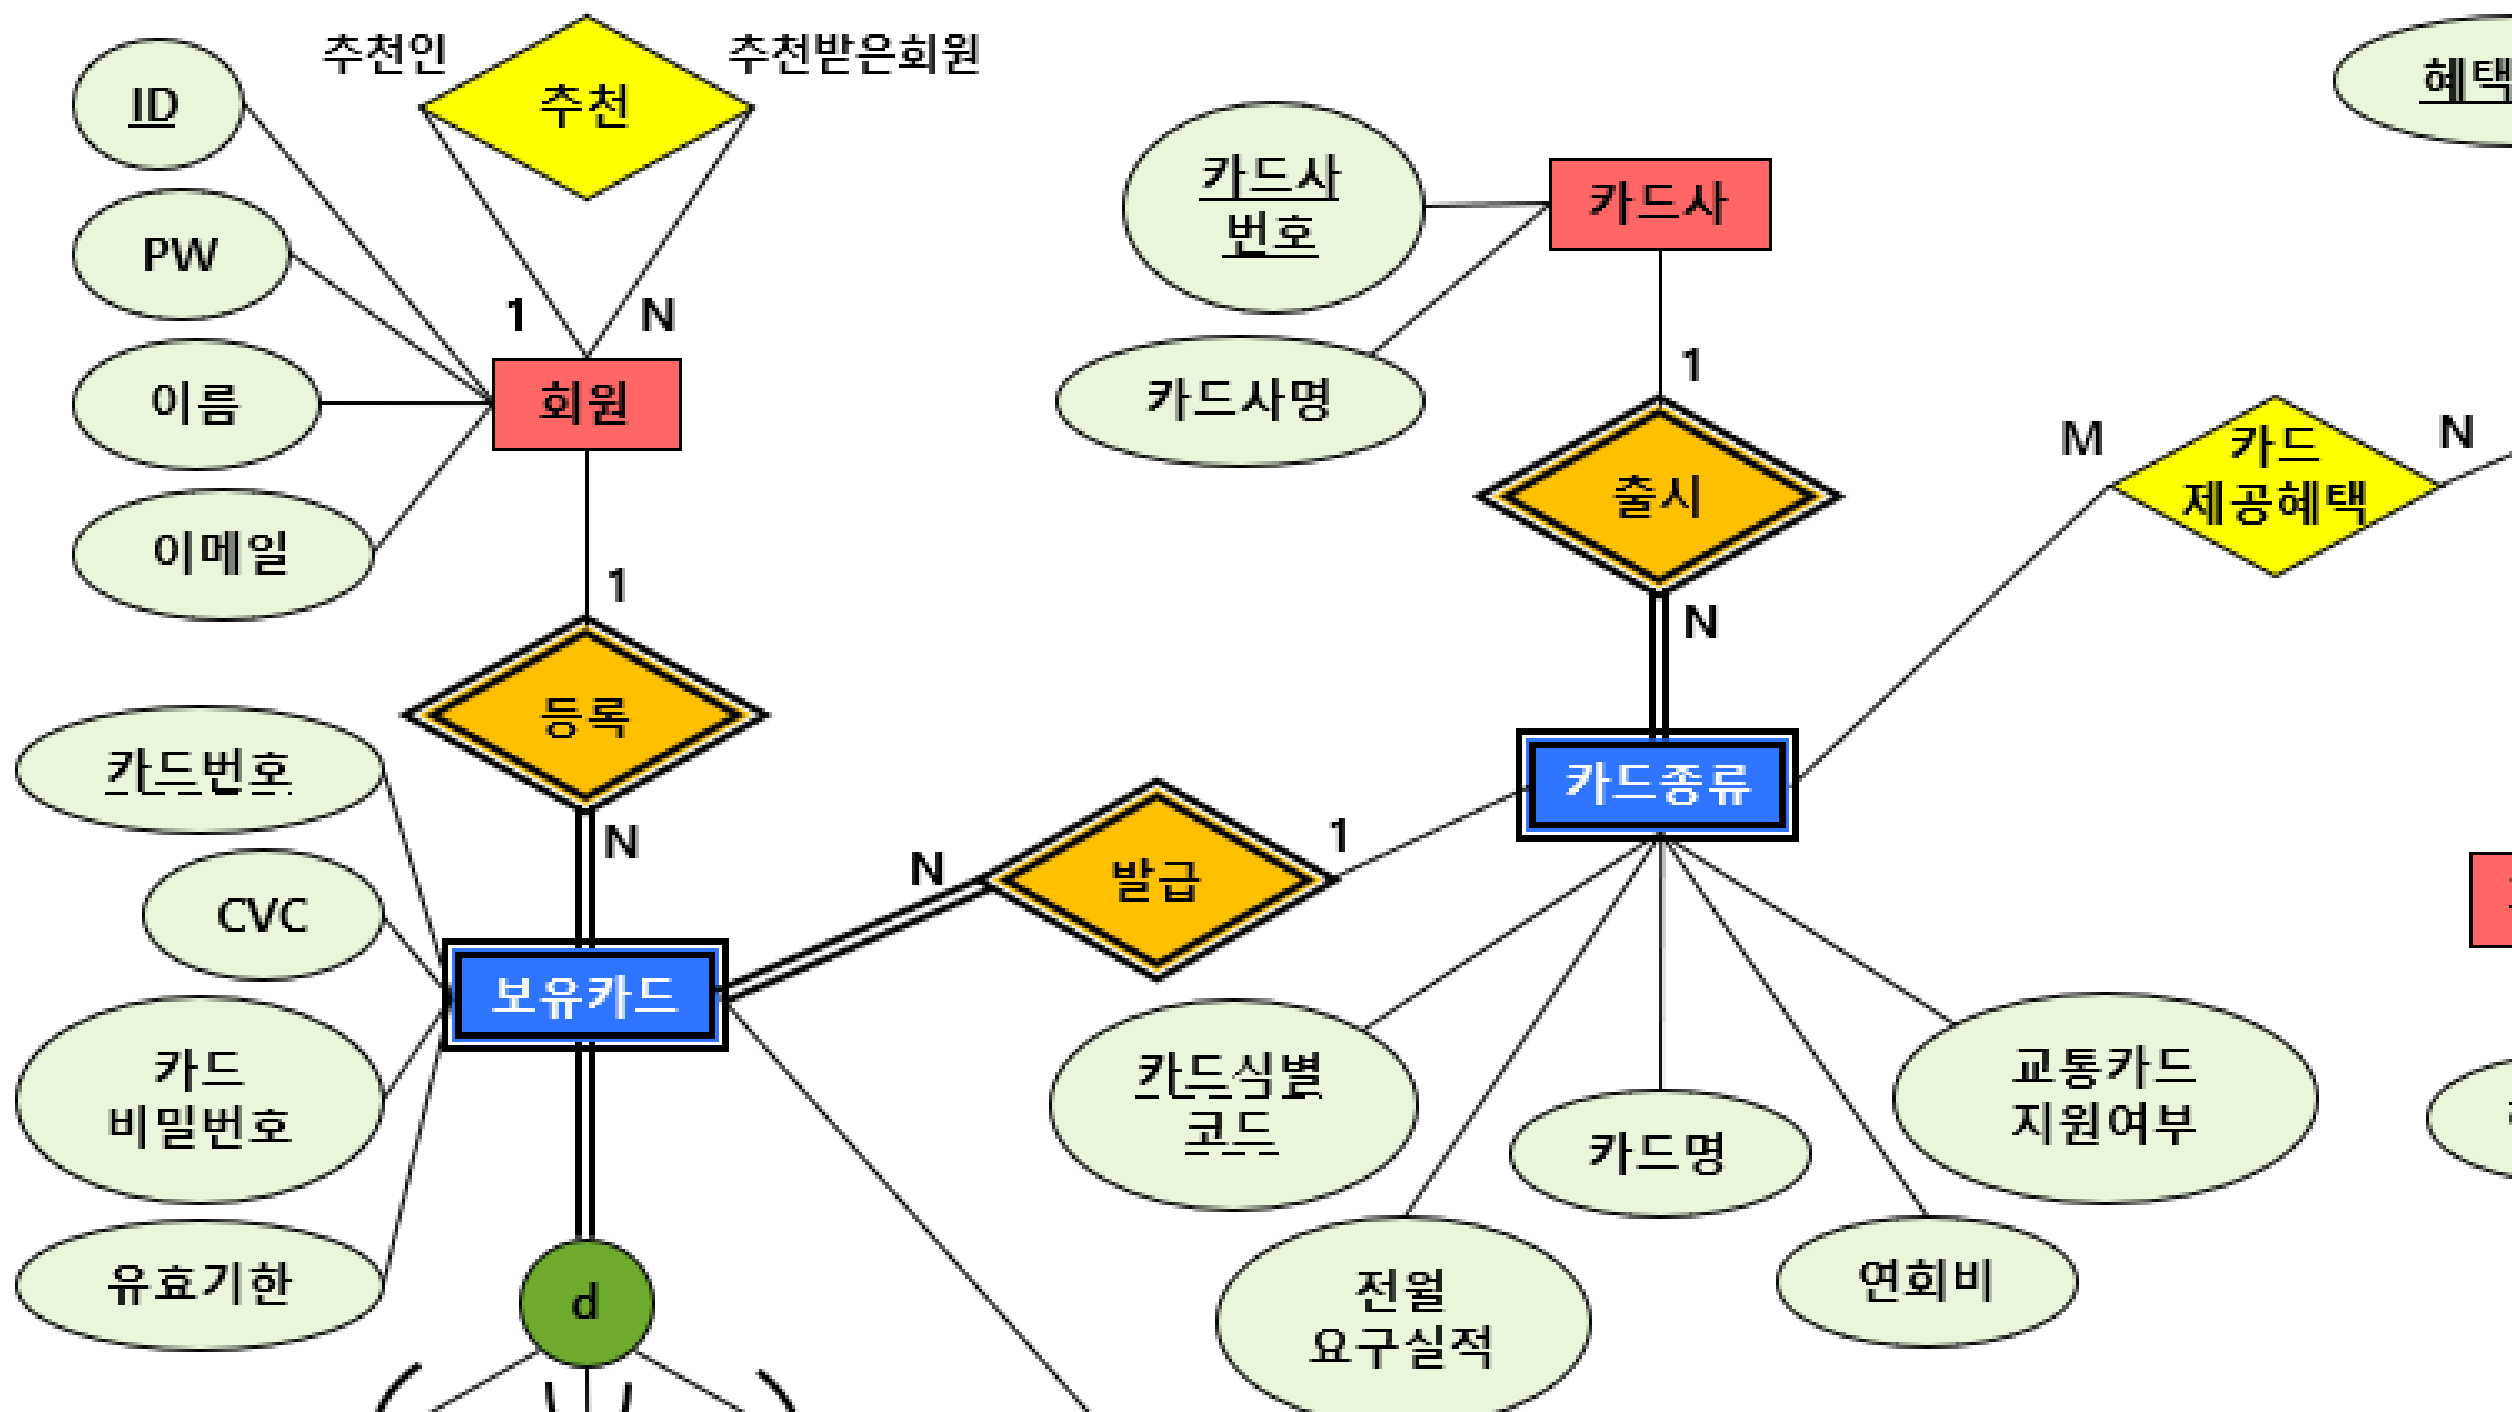 추천인
추천
추천받은회원
ID
PW
이름
이메일
1
N
회원
1
등록
N
카드번호
CVC
카드
비밀번호
유효기한
보유카드
d
N
발급
1
카드사
번호
카드사명
카드사
1
출시
N
카드종류
카드식별
코드
전월
요구실적
카드명
연회비
교통카드
지원여부
M
카드
제공혜택
N
혜택